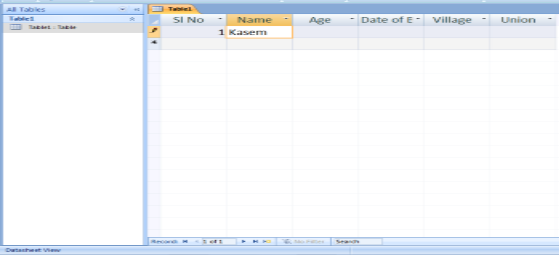 All Tables
Table1
Table1 : Table
Table1
Sl No Name Age Date of E Village Union
1 Kasem
Record: 1 of 1 No Filter Search
Datasheet View